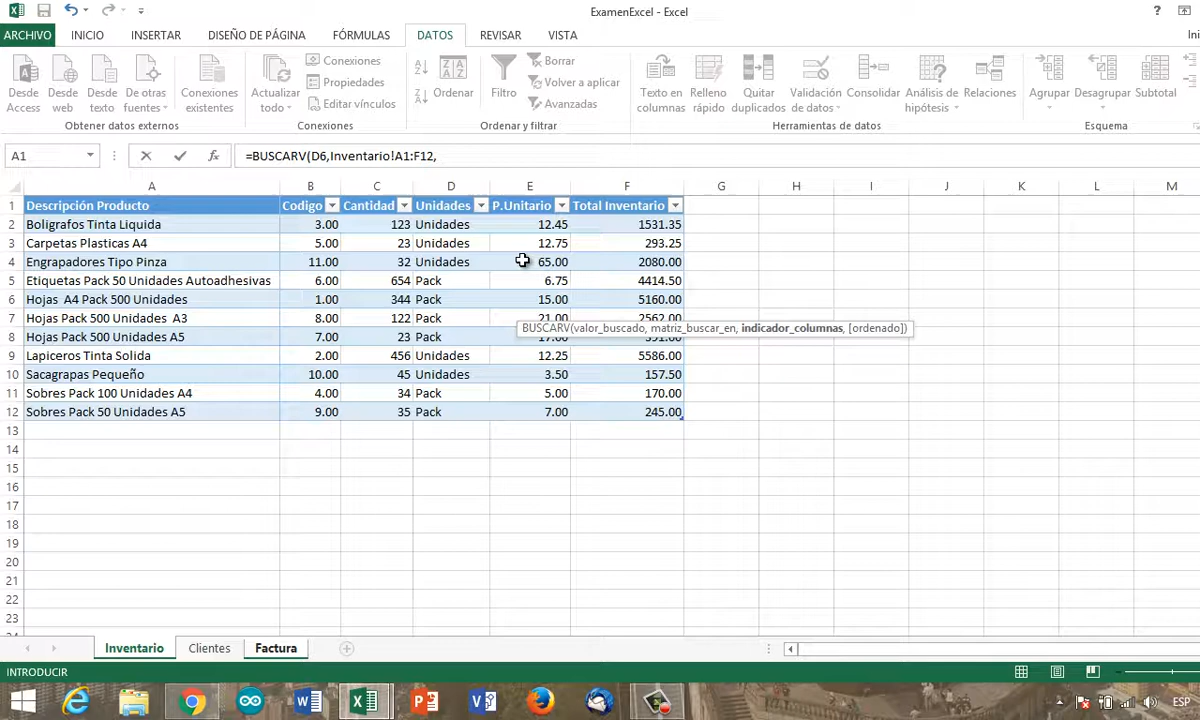 ExamenExcel - Excel
?
ARCHIVO INICIO INSERTAR DISEÑO DE PÁGINA FÓRMULAS DATOS REVISAR VISTA Ini
Desde Access
Desde web
Desde texto
De otras fuentes
Conexiones existentes
Obtener datos externos
Actualizar todo
Conexiones
Propiedades
Editar vínculos
Conexiones
Ordenar
Filtro
Borrar
Volver a aplicar
Avanzadas
Ordenar y filtrar
Texto en columnas
Relleno rápido
Quitar duplicados
Validación de datos
Consolidar
Análisis de hipótesis
Relaciones
Herramientas de datos
Agrupar
Desagrupar
Subtotal
Esquema
A1 fx =BUSCARV(D6,Inventario!A1:F12,
A B C D E F G H I J K L M
1 Descripción Producto Codigo Cantidad Unidades P.Unitario Total Inventario
2 Boligrafos Tinta Liquida 3.00 123 Unidades 12.45 1531.35
3 Carpetas Plasticas A4 5.00 23 Unidades 12.75 293.25
4 Engrapadores Tipo Pinza 11.00 32 Unidades 65.00 2080.00
5 Etiquetas Pack 50 Unidades Autoadhesivas 6.00 654 Pack 6.75 4414.50
6 Hojas A4 Pack 500 Unidades 1.00 344 Pack 15.00 5160.00
7 Hojas Pack 500 Unidades A3 8.00 122 Pack 21.00 2562.00
BUSCARV(valor_buscado, matriz_buscar_en, indicador_columnas, [ordenado])
8 Hojas Pack 500 Unidades A5 7.00 23 Pack 17.00 391.00
9 Lapiceros Tinta Solida 2.00 456 Unidades 12.25 5586.00
10 Sacagrapas Pequeño 10.00 45 Unidades 3.50 157.50
11 Sobres Pack 100 Unidades A4 4.00 34 Pack 5.00 170.00
12 Sobres Pack 50 Unidades A5 9.00 35 Pack 7.00 245.00
13
14
15
16
17
18
19
20
21
22
23
Inventario Clientes Factura
INTRODUCIR
ESP